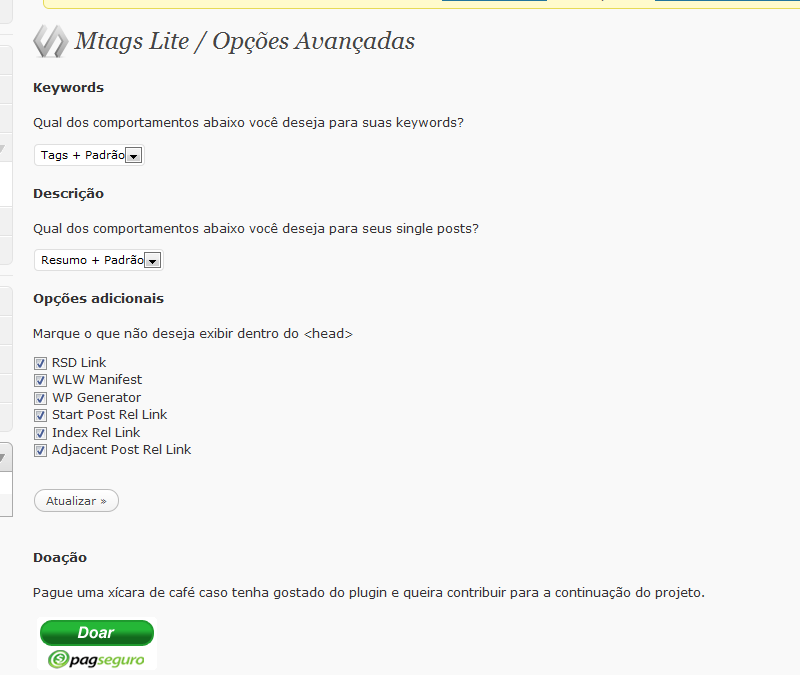 Mtags Lite / Opções Avançadas
Keywords
Qual dos comportamentos abaixo você deseja para suas keywords?
Tags + Padrão
Descrição
Qual dos comportamentos abaixo você deseja para seus single posts?
Resumo + Padrão
Opções adicionais
Marque o que não deseja exibir dentro do <head>
RSD Link
WLW Manifest
WP Generator
Start Post Rel Link
Index Rel Link
Adjacent Post Rel Link
Atualizar »
Doação
Pague uma xícara de café caso tenha gostado do plugin e queira contribuir para a continuação do projeto.
Doar
pagseguro